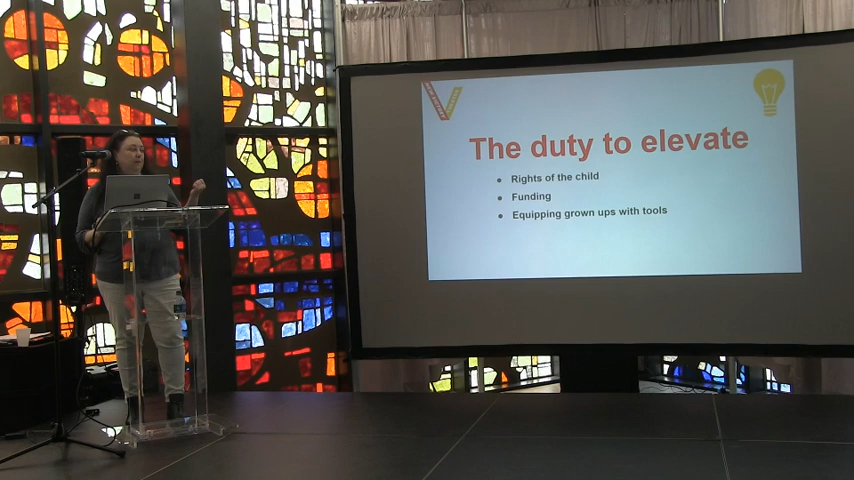 The duty to elevate
● Rights of the child
● Funding
● Equipping grown ups with tools